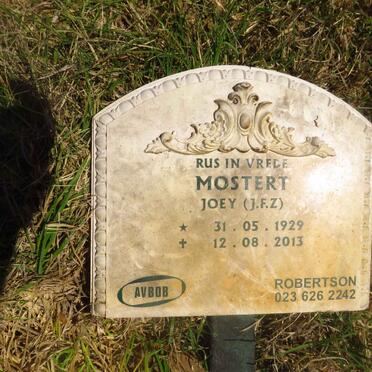 RUS IN VREDE
MOSTERT
JOEY (J.F.Z)
★ 31.05.1929
✝ 12.08.2013
AVBOB
ROBERTSON
023 626 2242